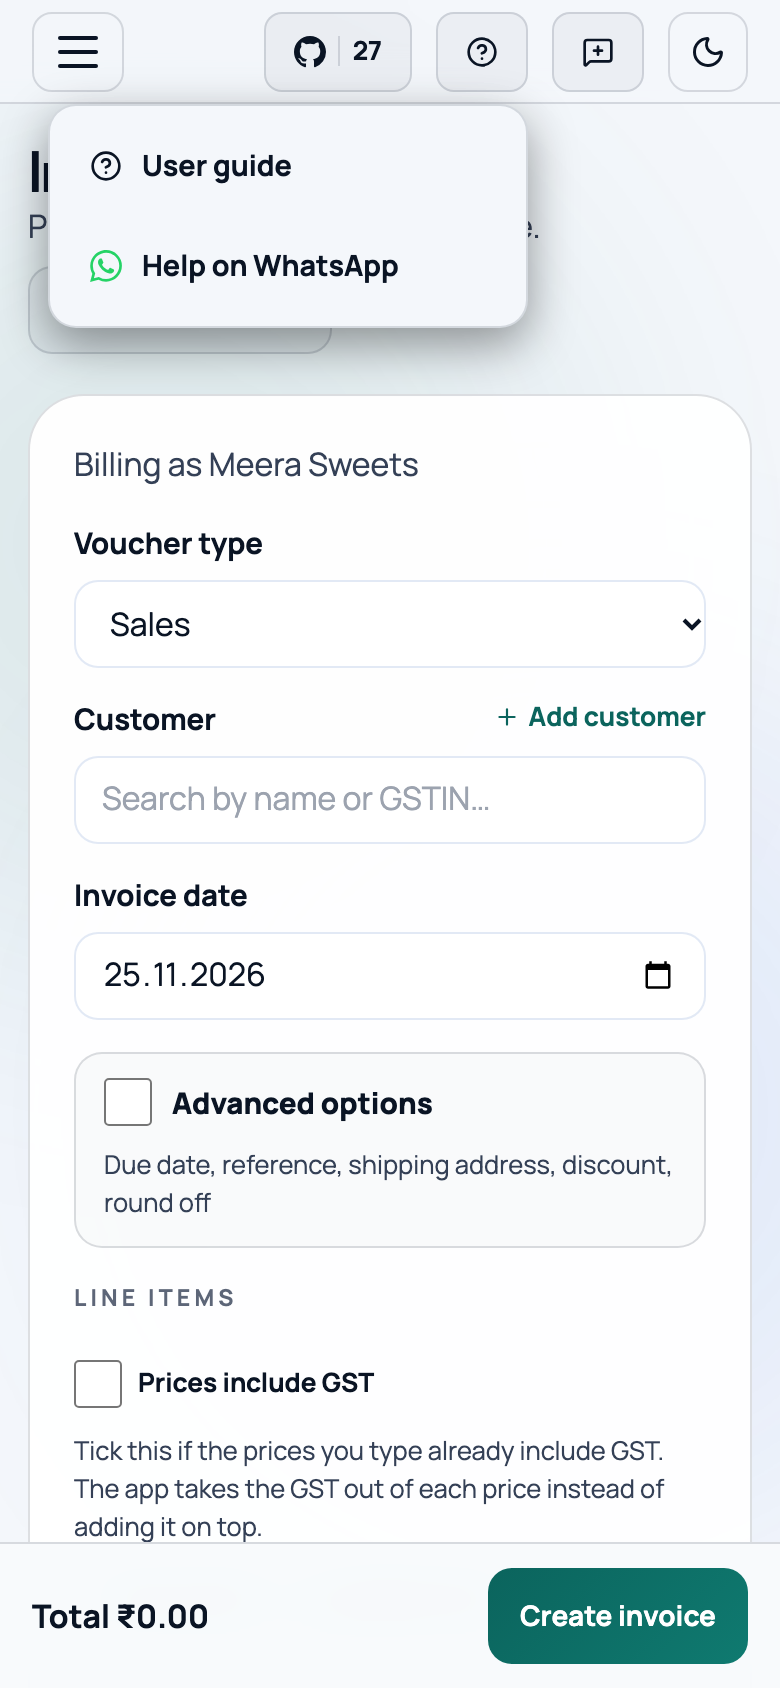 27
User guide
Help on WhatsApp
Billing as Meera Sweets
Voucher type
Sales
Customer
+ Add customer
Search by name or GSTIN...
Invoice date
25.11.2026
Advanced options
Due date, reference, shipping address, discount,
round off
LINE ITEMS
Prices include GST
Tick this if the prices you type already include GST.
The app takes the GST out of each price instead of
adding it on top.
Total ₹0.00
Create invoice